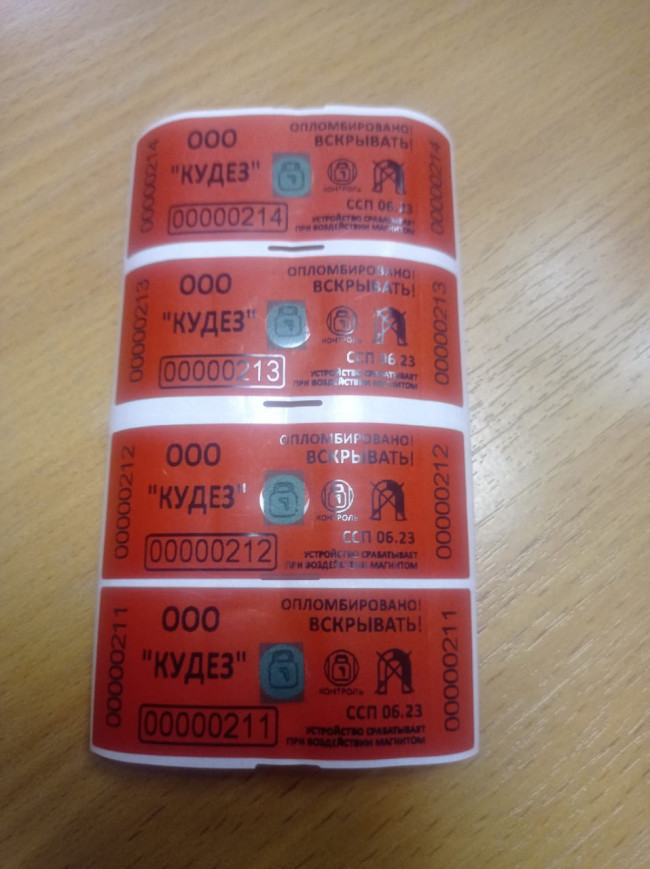 00000214
ООО
"КУДЕЗ"
00000214
ОПЛОМБИРОВАНО!
ВСКРЫВАТЬ!
КОНТРОЛЬ
ССП 06.23
УСТРОЙСТВО СРАБАТЫВАЕТ
ПРИ ВОЗДЕЙСТВИИ МАГНИТОМ
00000214
00000213
ООО
"КУДЕЗ"
00000213
ОПЛОМБИРОВАНО!
ВСКРЫВАТЬ!
КОНТРОЛЬ
ССП 06.23
УСТРОЙСТВО СРАБАТЫВАЕТ
ПРИ ВОЗДЕЙСТВИИ МАГНИТОМ
00000213
00000212
ООО
"КУДЕЗ"
00000212
ОПЛОМБИРОВАНО!
ВСКРЫВАТЬ!
КОНТРОЛЬ
ССП 06.23
УСТРОЙСТВО СРАБАТЫВАЕТ
ПРИ ВОЗДЕЙСТВИИ МАГНИТОМ
00000212
00000211
ООО
"КУДЕЗ"
00000211
ОПЛОМБИРОВАНО!
ВСКРЫВАТЬ!
КОНТРОЛЬ
ССП 06.23
УСТРОЙСТВО СРАБАТЫВАЕТ
ПРИ ВОЗДЕЙСТВИИ МАГНИТОМ
00000211